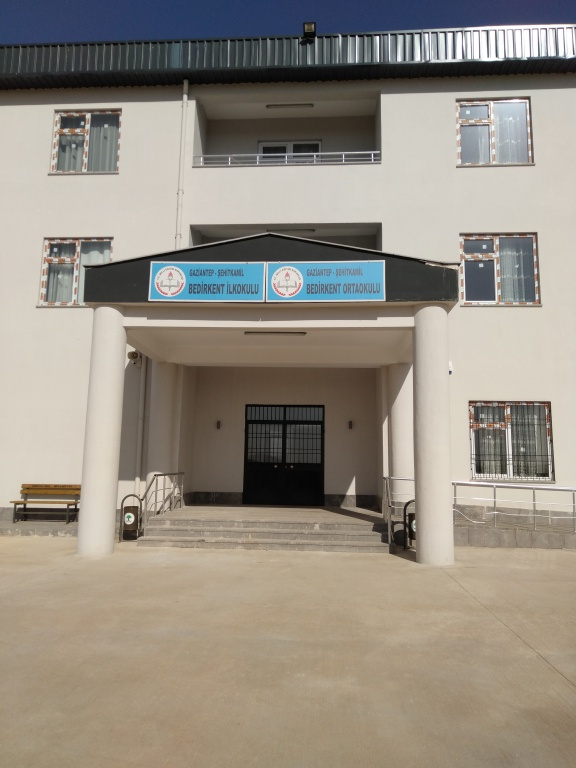 GAZİANTEP - ŞEHİTKAMİL
BEDİRKENT İLKOKULU
GAZİANTEP - ŞEHİTKAMİL
BEDİRKENT ORTAOKULU